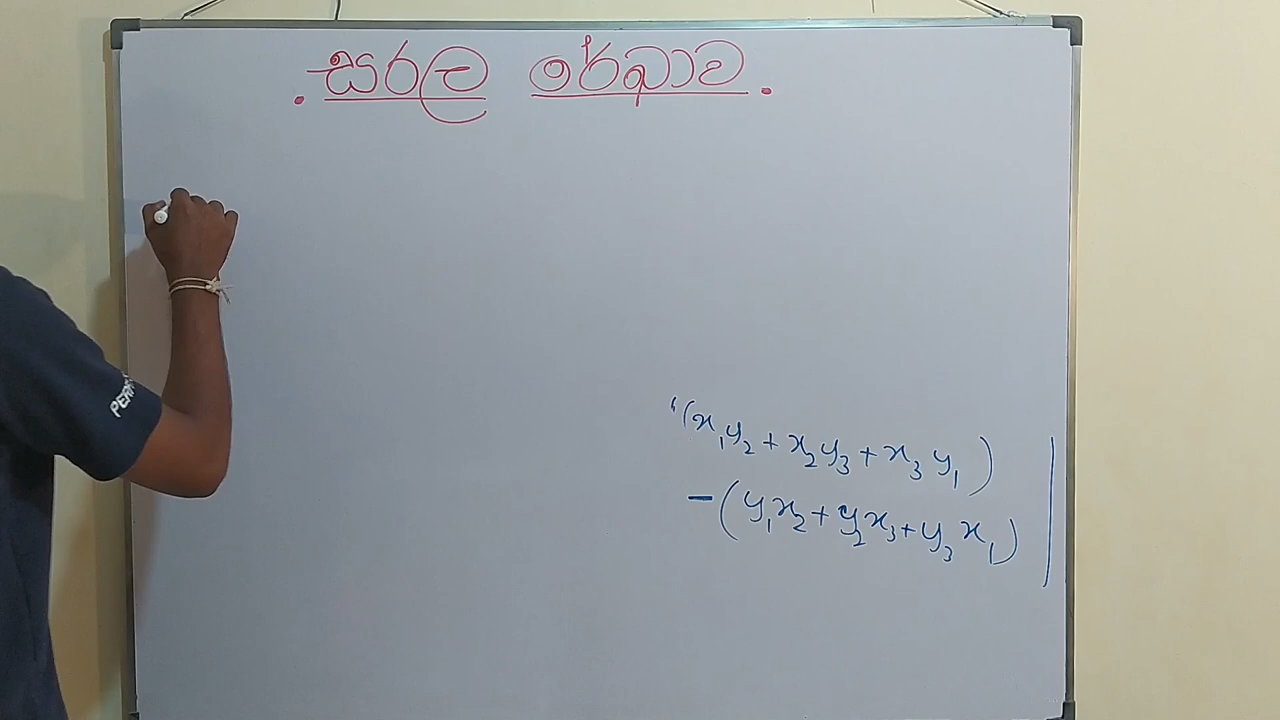 . සරල රේඛාව .
(x₁y₂ + x₂y₃ + x₃y₁)
-(y₁x₂ + y₂x₃ + y₃x₁)